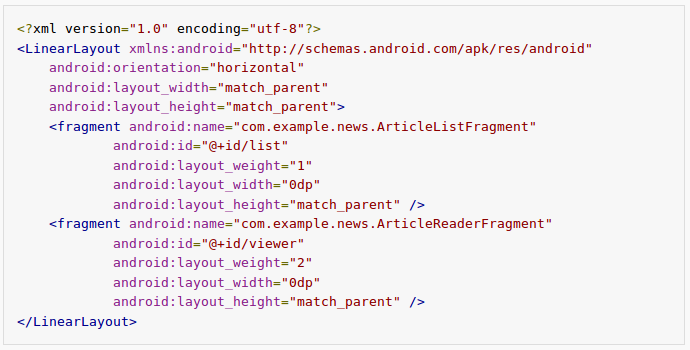 <?xml version="1.0" encoding="utf-8"?>
<LinearLayout xmlns:android="http://schemas.android.com/apk/res/android"
    android:orientation="horizontal"
    android:layout_width="match_parent"
    android:layout_height="match_parent">
    <fragment android:name="com.example.news.ArticleListFragment"
            android:id="@+id/list"
            android:layout_weight="1"
            android:layout_width="0dp"
            android:layout_height="match_parent" />
    <fragment android:name="com.example.news.ArticleReaderFragment"
            android:id="@+id/viewer"
            android:layout_weight="2"
            android:layout_width="0dp"
            android:layout_height="match_parent" />
</LinearLayout>